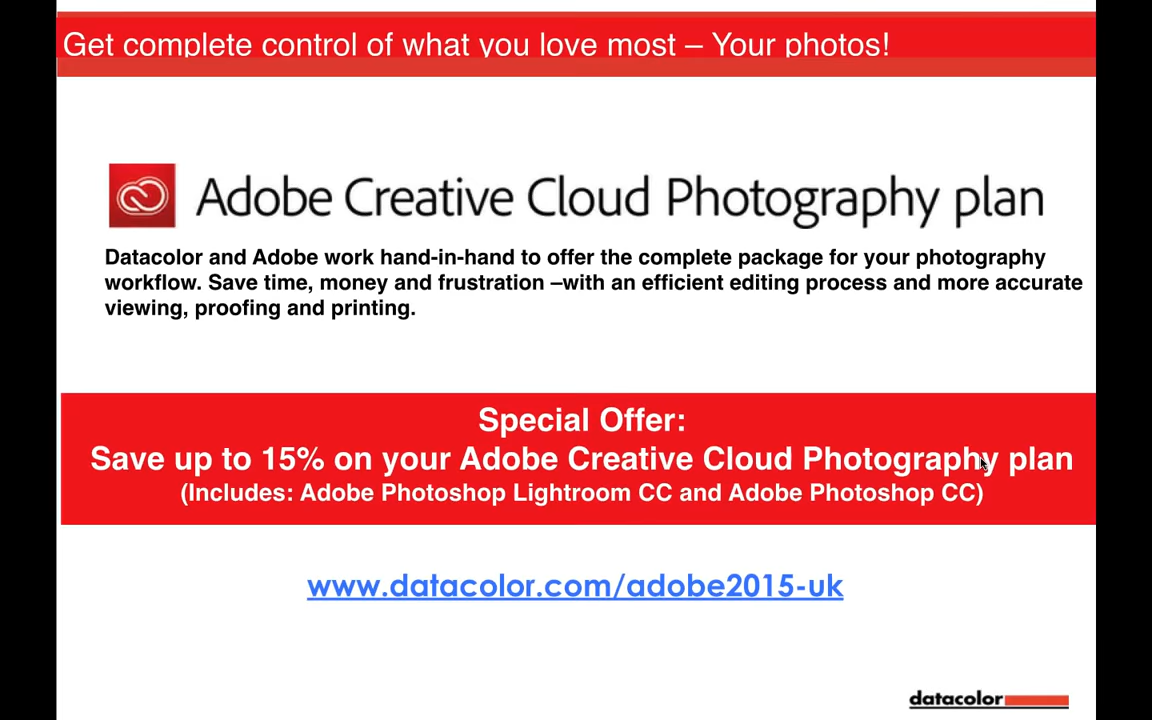 Get complete control of what you love most – Your photos!
Adobe Creative Cloud Photography plan
Datacolor and Adobe work hand-in-hand to offer the complete package for your photography
workflow. Save time, money and frustration –with an efficient editing process and more accurate
viewing, proofing and printing.
Special Offer:
Save up to 15% on your Adobe Creative Cloud Photography plan
(Includes: Adobe Photoshop Lightroom CC and Adobe Photoshop CC)
www.datacolor.com/adobe2015-uk
datacolor